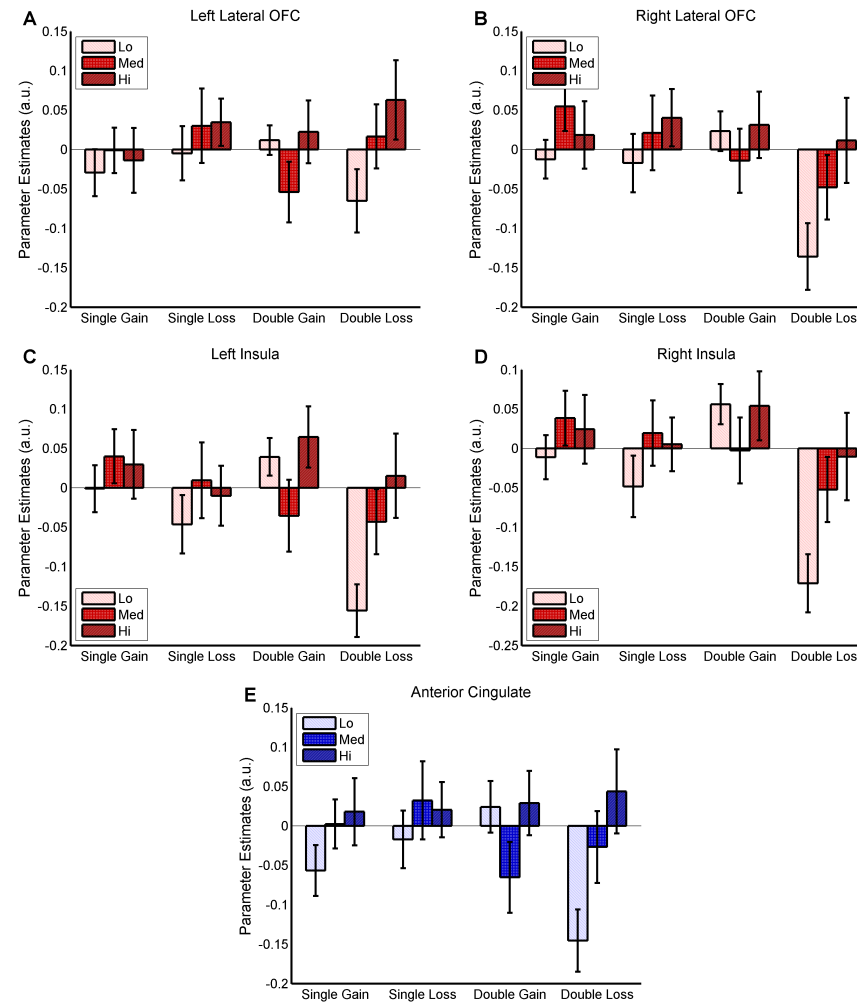 A
Left Lateral OFC
Parameter Estimates (a.u.)
0.15
0.1
0.05
0
-0.05
-0.1
-0.15
-0.2
Lo
Med
Hi
Single Gain Single Loss Double Gain Double Loss
B
Right Lateral OFC
Parameter Estimates (a.u.)
0.15
0.1
0.05
0
-0.05
-0.1
-0.15
-0.2
Lo
Med
Hi
Single Gain Single Loss Double Gain Double Loss
C
Left Insula
Parameter Estimates (a.u.)
0.15
0.1
0.05
0
-0.05
-0.1
-0.15
-0.2
Lo
Med
Hi
Single Gain Single Loss Double Gain Double Loss
D
Right Insula
Parameter Estimates (a.u.)
0.1
0.05
0
-0.05
-0.1
-0.15
-0.2
-0.25
Lo
Med
Hi
Single Gain Single Loss Double Gain Double Loss
E
Anterior Cingulate
Parameter Estimates (a.u.)
0.15
0.1
0.05
0
-0.05
-0.1
-0.15
-0.2
Lo
Med
Hi
Single Gain Single Loss Double Gain Double Loss